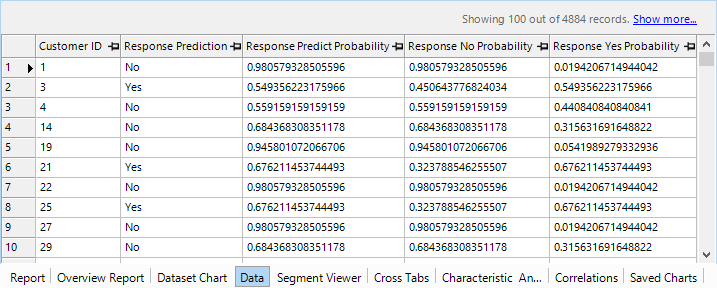 Showing 100 out of 4884 records. Show more...
Customer ID Response Prediction Response Predict Probability Response No Probability Response Yes Probability
1 1 No 0.980579328505596 0.980579328505596 0.0194206714944042
2 3 Yes 0.549356223175966 0.450643776824034 0.549356223175966
3 4 No 0.559159159159159 0.559159159159159 0.440840840840841
4 14 No 0.684368308351178 0.684368308351178 0.315631691648822
5 19 No 0.945801072066706 0.945801072066706 0.0541989279332936
6 21 Yes 0.676211453744493 0.323788546255507 0.676211453744493
7 22 No 0.980579328505596 0.980579328505596 0.0194206714944042
8 25 Yes 0.676211453744493 0.323788546255507 0.676211453744493
9 27 No 0.980579328505596 0.980579328505596 0.0194206714944042
10 29 No 0.684368308351178 0.684368308351178 0.315631691648822
Report Overview Report Dataset Chart Data Segment Viewer Cross Tabs Characteristic An... Correlations Saved Charts